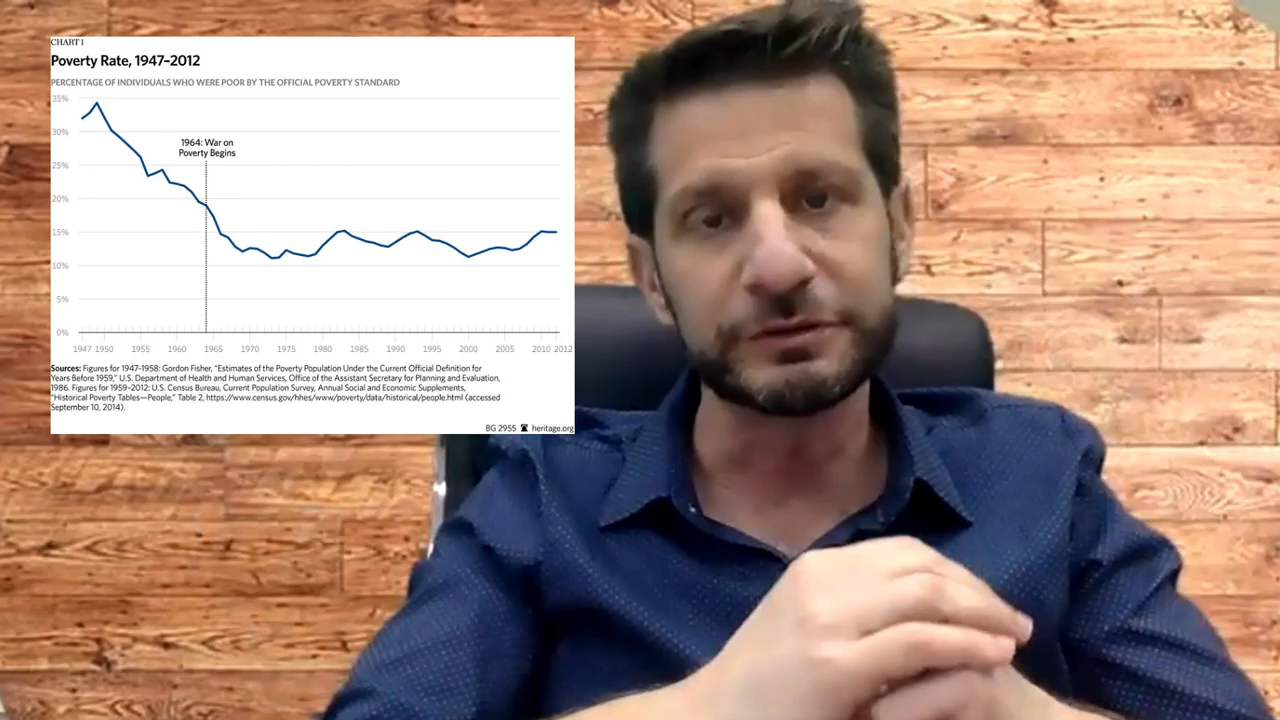 CHART 1
Poverty Rate, 1947–2012
PERCENTAGE OF INDIVIDUALS WHO WERE POOR BY THE OFFICIAL POVERTY STANDARD
35%
30%
25%
20%
15%
10%
5%
0%
1964: War on
Poverty Begins
1947 1950 1955 1960 1965 1970 1975 1980 1985 1990 1995 2000 2005 2010 2012
Sources: Figures for 1947-1958: Gordon Fisher, “Estimates of the Poverty Population Under the Current Official Definition for
Years Before 1959,” U.S. Department of Health and Human Services, Office of the Assistant Secretary for Planning and Evaluation,
1986. Figures for 1959-2012: U.S. Census Bureau, Current Population Survey, Annual Social and Economic Supplements,
“Historical Poverty Tables—People,” Table 2, https://www.census.gov/hhes/www/poverty/data/historical/people.html (accessed
September 10, 2014).
BG 2955 heritage.org